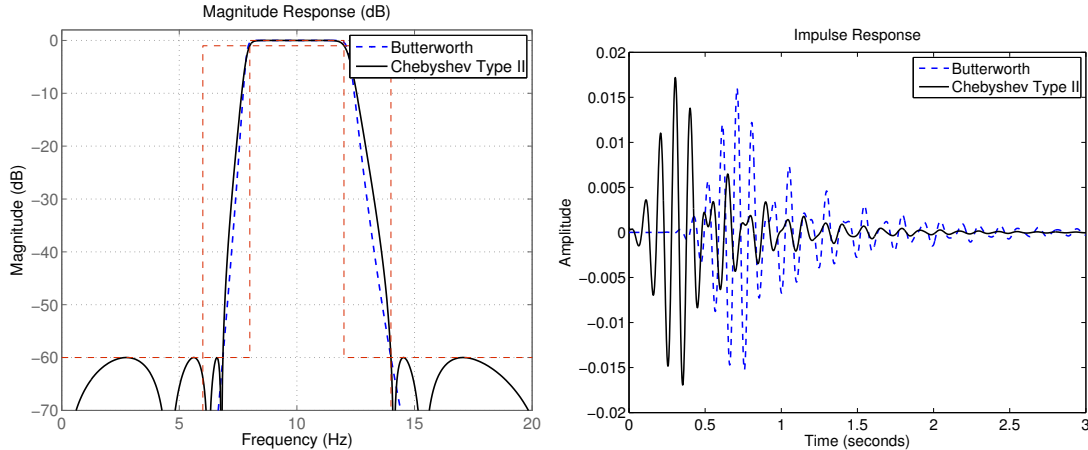 Magnitude Response (dB)
0
−10
−20
−30
−40
−50
−60
−70
Magnitude (dB)
0
5
10
15
20
Frequency (Hz)
Butterworth
Chebyshev Type II
Impulse Response
0.02
0.015
0.01
0.005
0
−0.005
−0.01
−0.015
−0.02
Amplitude
0
0.5
1
1.5
2
2.5
3
Time (seconds)
Butterworth
Chebyshev Type II